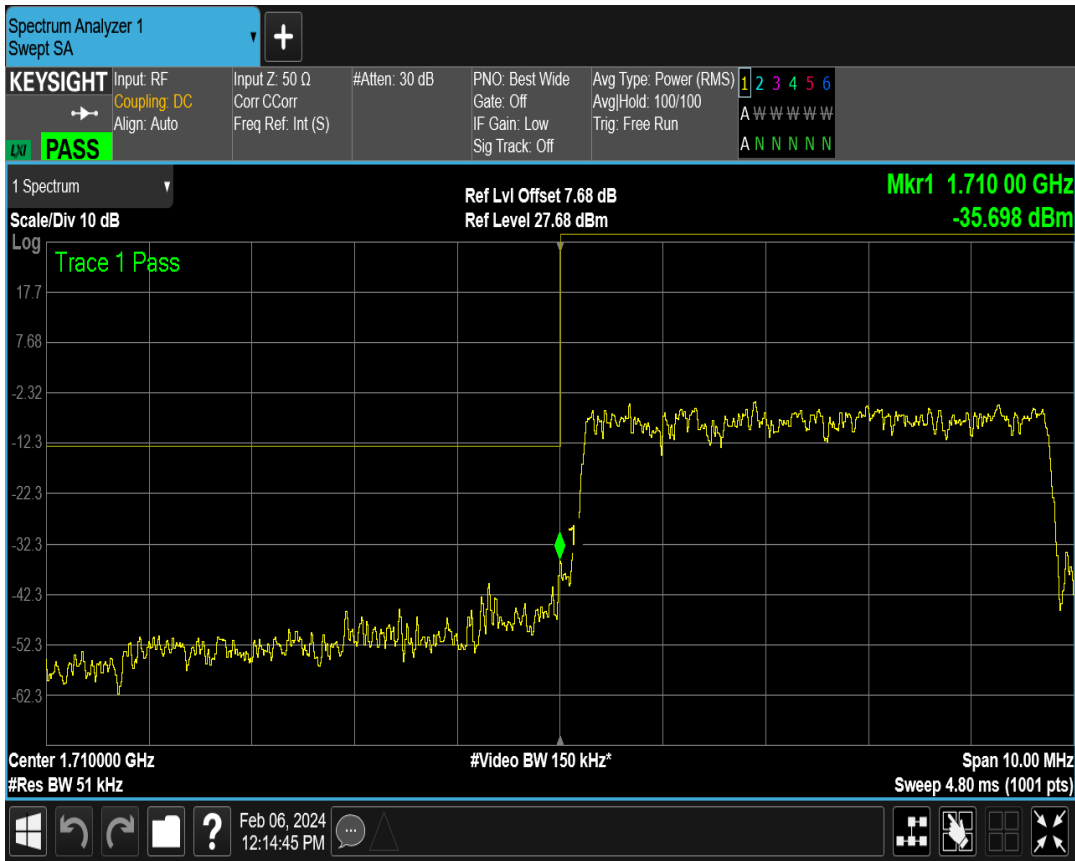 Spectrum Analyzer 1
Swept SA
+
KEYSIGHT
LXI PASS
Input: RF
Coupling: DC
Align: Auto
Input Z: 50 Ω
Corr CCorr
Freq Ref: Int (S)
#Atten: 30 dB
PNO: Best Wide
Gate: Off
IF Gain: Low
Sig Track: Off
Avg Type: Power (RMS)
Avg|Hold: 100/100
Trig: Free Run
1 2 3 4 5 6
A W W W W W
A N N N N N
1 Spectrum
Scale/Div 10 dB
Ref Lvl Offset 7.68 dB
Ref Level 27.68 dBm
Mkr1 1.710 00 GHz
-35.698 dBm
Log
Trace 1 Pass
17.7
7.68
-2.32
-12.3
-22.3
-32.3
-42.3
-52.3
-62.3
1
Center 1.710000 GHz
#Res BW 51 kHz
#Video BW 150 kHz*
Span 10.00 MHz
Sweep 4.80 ms (1001 pts)
?
Feb 06, 2024
12:14:45 PM